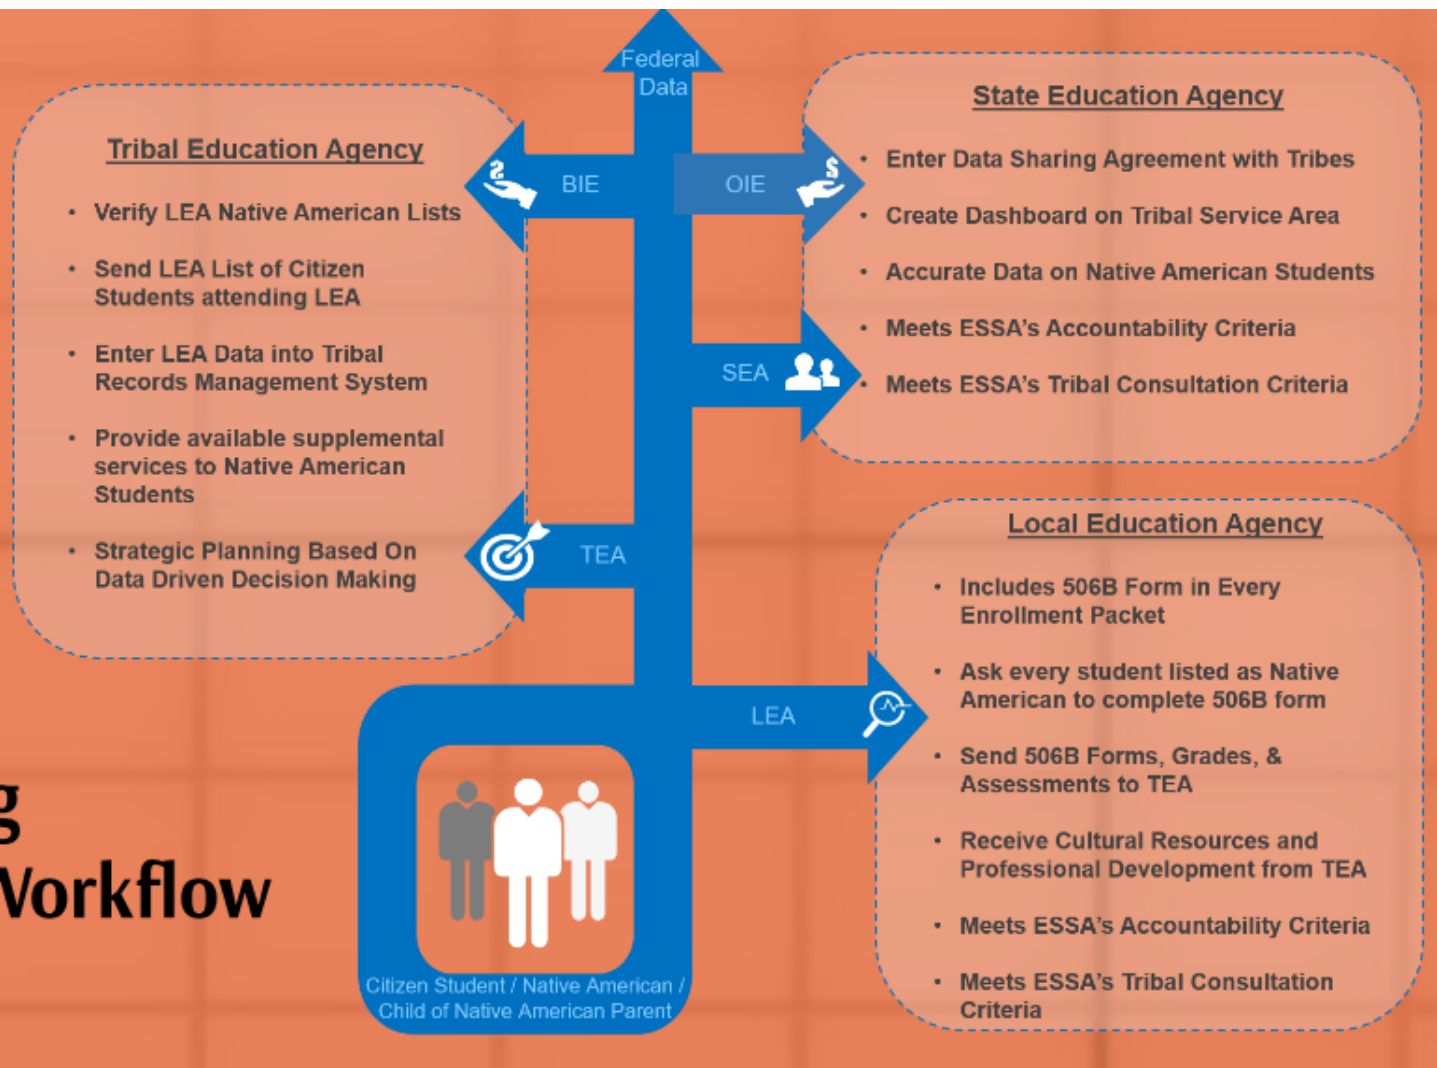 Federal
Data
Tribal Education Agency
• Verify LEA Native American Lists
• Send LEA List of Citizen
Students attending LEA
• Enter LEA Data into Tribal
Records Management System
• Provide available supplemental
services to Native American
Students
• Strategic Planning Based On
Data Driven Decision Making
BIE
OIE
$
$
SEA
TEA
LEA
State Education Agency
• Enter Data Sharing Agreement with Tribes
• Create Dashboard on Tribal Service Area
• Accurate Data on Native American Students
• Meets ESSA’s Accountability Criteria
• Meets ESSA’s Tribal Consultation Criteria
Local Education Agency
• Includes 506B Form in Every
Enrollment Packet
• Ask every student listed as Native
American to complete 506B form
• Send 506B Forms, Grades, &
Assessments to TEA
• Receive Cultural Resources and
Professional Development from TEA
• Meets ESSA’s Accountability Criteria
• Meets ESSA’s Tribal Consultation
Criteria
g
Workflow
Citizen Student / Native American /
Child of Native American Parent